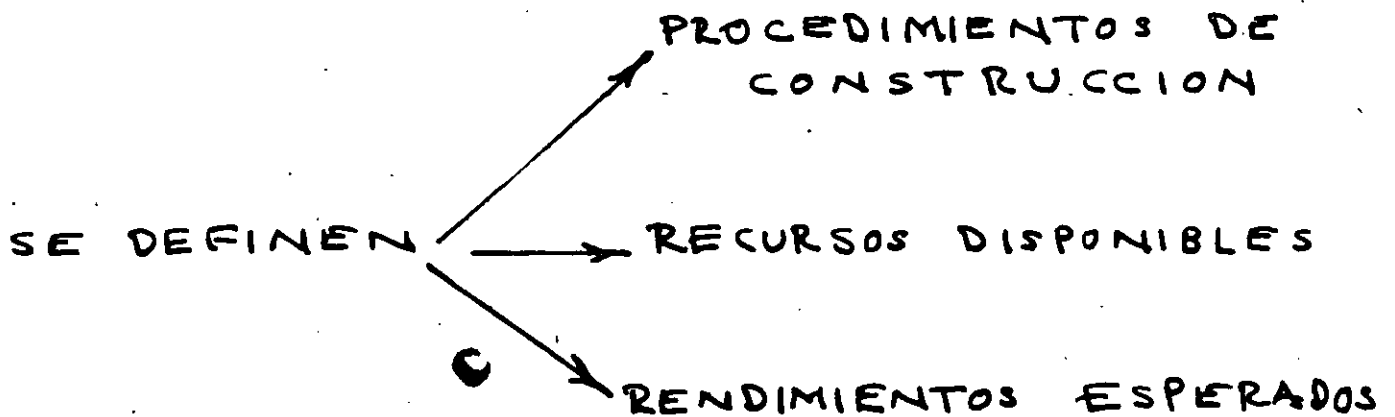 PROCEDIMIENTOS DE
CONSTRUCCION
SE DEFINEN
RECURSOS DISPONIBLES
RENDIMIENTOS ESPERADOS